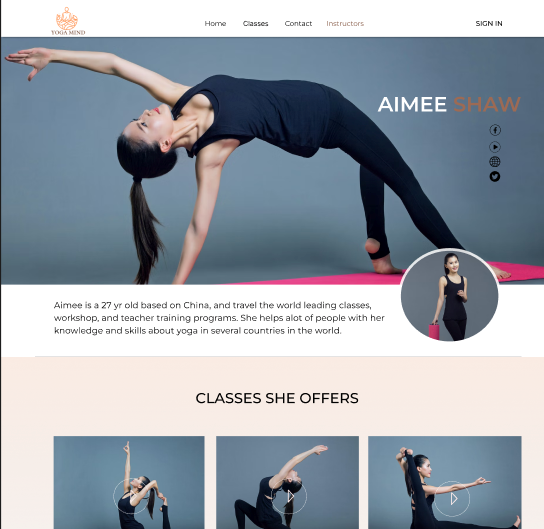 YOGA MIND
Home Classes Contact Instructors SIGN IN
AIMEE SHAW
Aimee is a 27 yr old based on China, and travel the world leading classes,
workshop, and teacher training programs. She helps alot of people with her
knowledge and skills about yoga in several countries in the world.
CLASSES SHE OFFERS